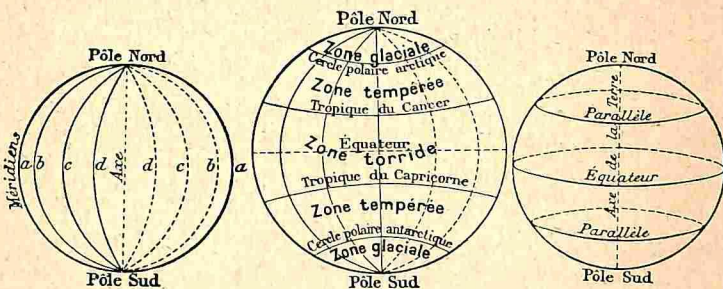 Pôle Nord
Méridiens
a b c d Axe d c b a
Pôle Sud
Pôle Nord
Zone glaciale
Cercle polaire arctique
Zone tempérée
Tropique du Cancer
Équateur
Zone torride
Tropique du Capricorne
Zone tempérée
Cercle polaire antarctique
Zone glaciale
Pôle Sud
Pôle Nord
Parallèle
Équateur
Parallèle
Axe de la Terre
Pôle Sud